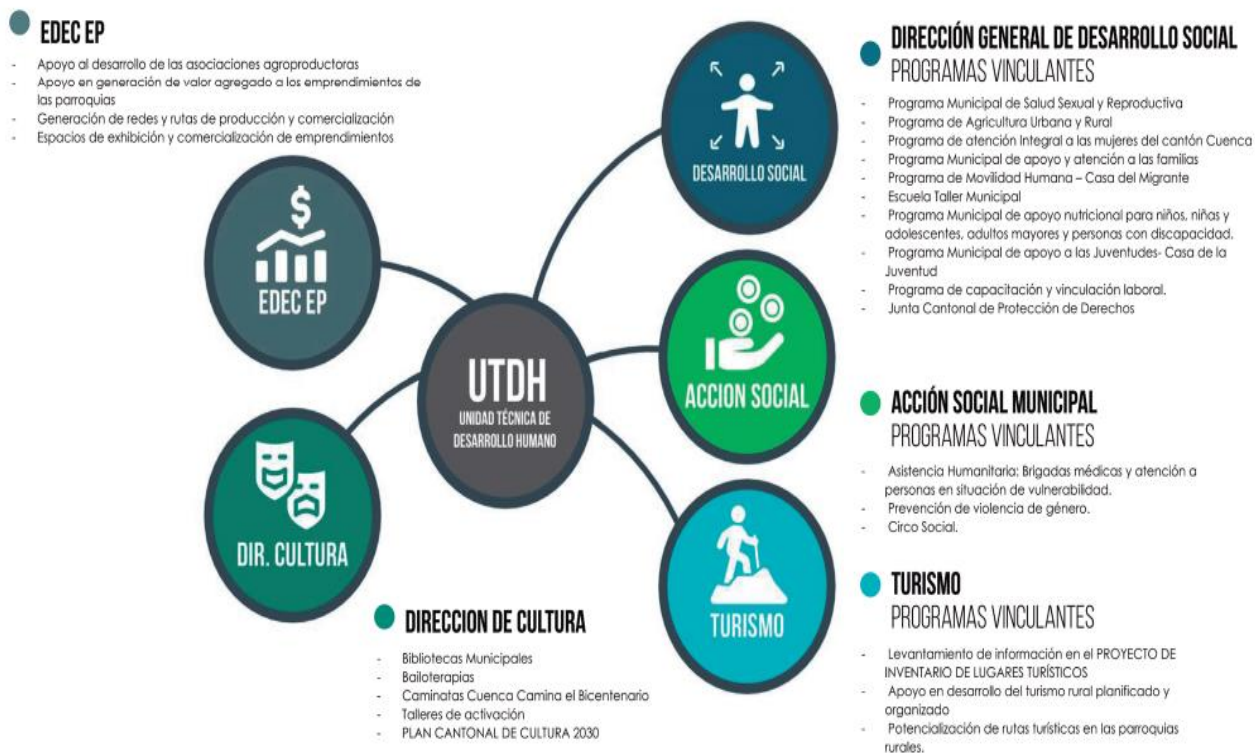 EDEC EP
- Apoyo al desarrollo de las asociaciones agroproductoras
- Apoyo en generación de valor agregado a los emprendimientos de
las parroquias
- Generación de redes y rutas de producción y comercialización
- Espacios de exhibición y comercialización de emprendimientos
$
EDEC EP
DIR. CULTURA
UTDH
UNIDAD TÉCNICA DE
DESARROLLO HUMANO
DESARROLLO SOCIAL
ACCION SOCIAL
TURISMO
DIRECCIÓN GENERAL DE DESARROLLO SOCIAL
PROGRAMAS VINCULANTES
- Programa Municipal de Salud Sexual y Reproductiva
- Programa de Agricultura Urbana y Rural
- Programa de atención Integral a las mujeres del cantón Cuenca
- Programa Municipal de apoyo y atención a las familias
- Programa de Movilidad Humana – Casa del Migrante
- Escuela Taller Municipal
- Programa Municipal de apoyo nutricional para niños, niñas y
adolescentes, adultos mayores y personas con discapacidad.
- Programa Municipal de apoyo a las Juventudes- Casa de la
Juventud
- Programa de capacitación y vinculación laboral.
- Junta Cantonal de Protección de Derechos
ACCIÓN SOCIAL MUNICIPAL
PROGRAMAS VINCULANTES
- Asistencia Humanitaria: Brigadas médicas y atención a
personas en situación de vulnerabilidad.
- Prevención de violencia de género.
- Circo Social.
TURISMO
PROGRAMAS VINCULANTES
- Levantamiento de información en el PROYECTO DE
INVENTARIO DE LUGARES TURÍSTICOS
- Apoyo en desarrollo del turismo rural planificado y
organizado
- Potencialización de rutas turísticas en las parroquias
rurales.
DIRECCION DE CULTURA
- Bibliotecas Municipales
- Bailoterapias
- Caminatas Cuenca Camina el Bicentenario
- Talleres de activación
- PLAN CANTONAL DE CULTURA 2030